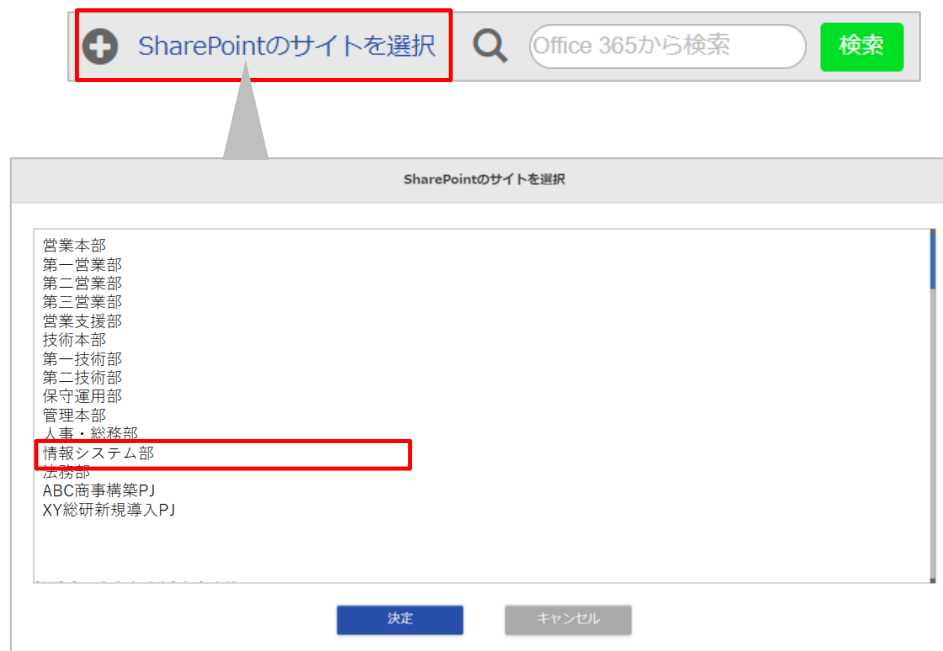 SharePointのサイトを選択 Office 365から検索 検索
SharePointのサイトを選択
営業本部
第一営業部
第二営業部
第三営業部
営業支援部
技術本部
第一技術部
第二技術部
保守運用部
管理本部
人事・総務部
情報システム部
法務部
ABC商事構築PJ
XY総研新規導入PJ
決定 キャンセル